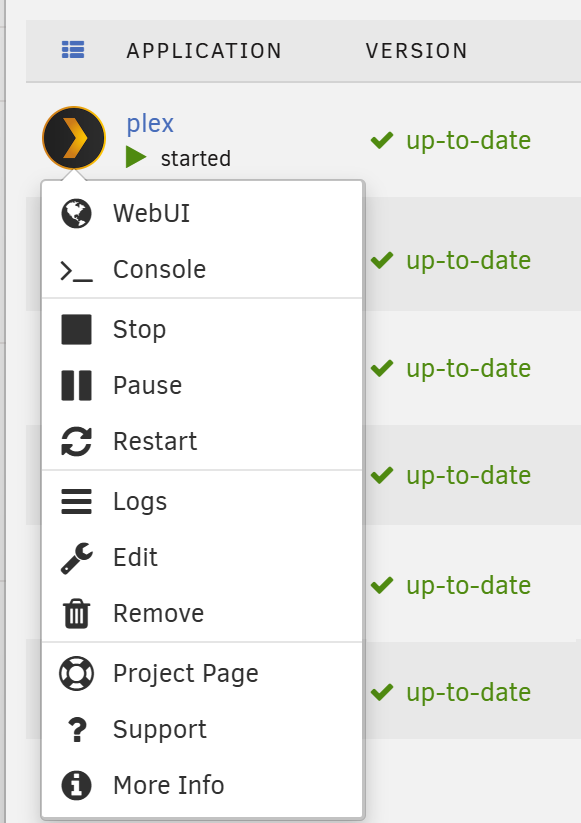 APPLICATION VERSION
plex
started
up-to-date
WebUI
Console
up-to-date
Stop
Pause
up-to-date
Restart
up-to-date
Logs
Edit
up-to-date
Remove
Project Page
up-to-date
Support
More Info